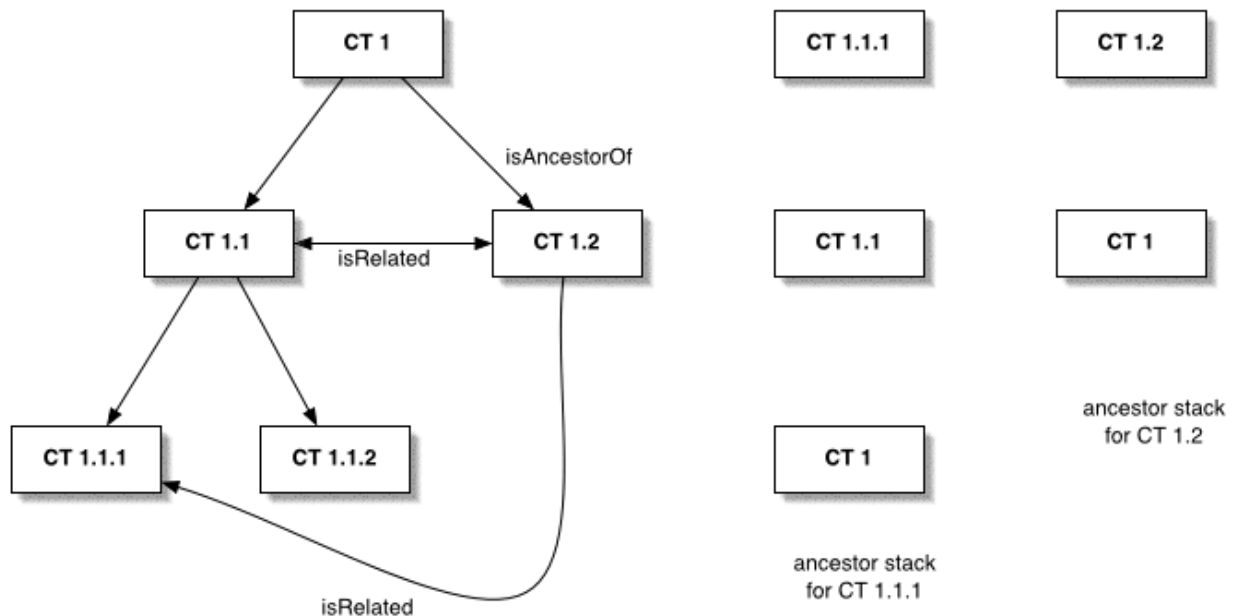 CT 1
CT 1.1.1
CT 1.2
isAncestorOf
CT 1.1
isRelated
CT 1.2
CT 1.1
CT 1
CT 1.1.1
CT 1.1.2
CT 1
ancestor stack
for CT 1.2
isRelated
ancestor stack
for CT 1.1.1